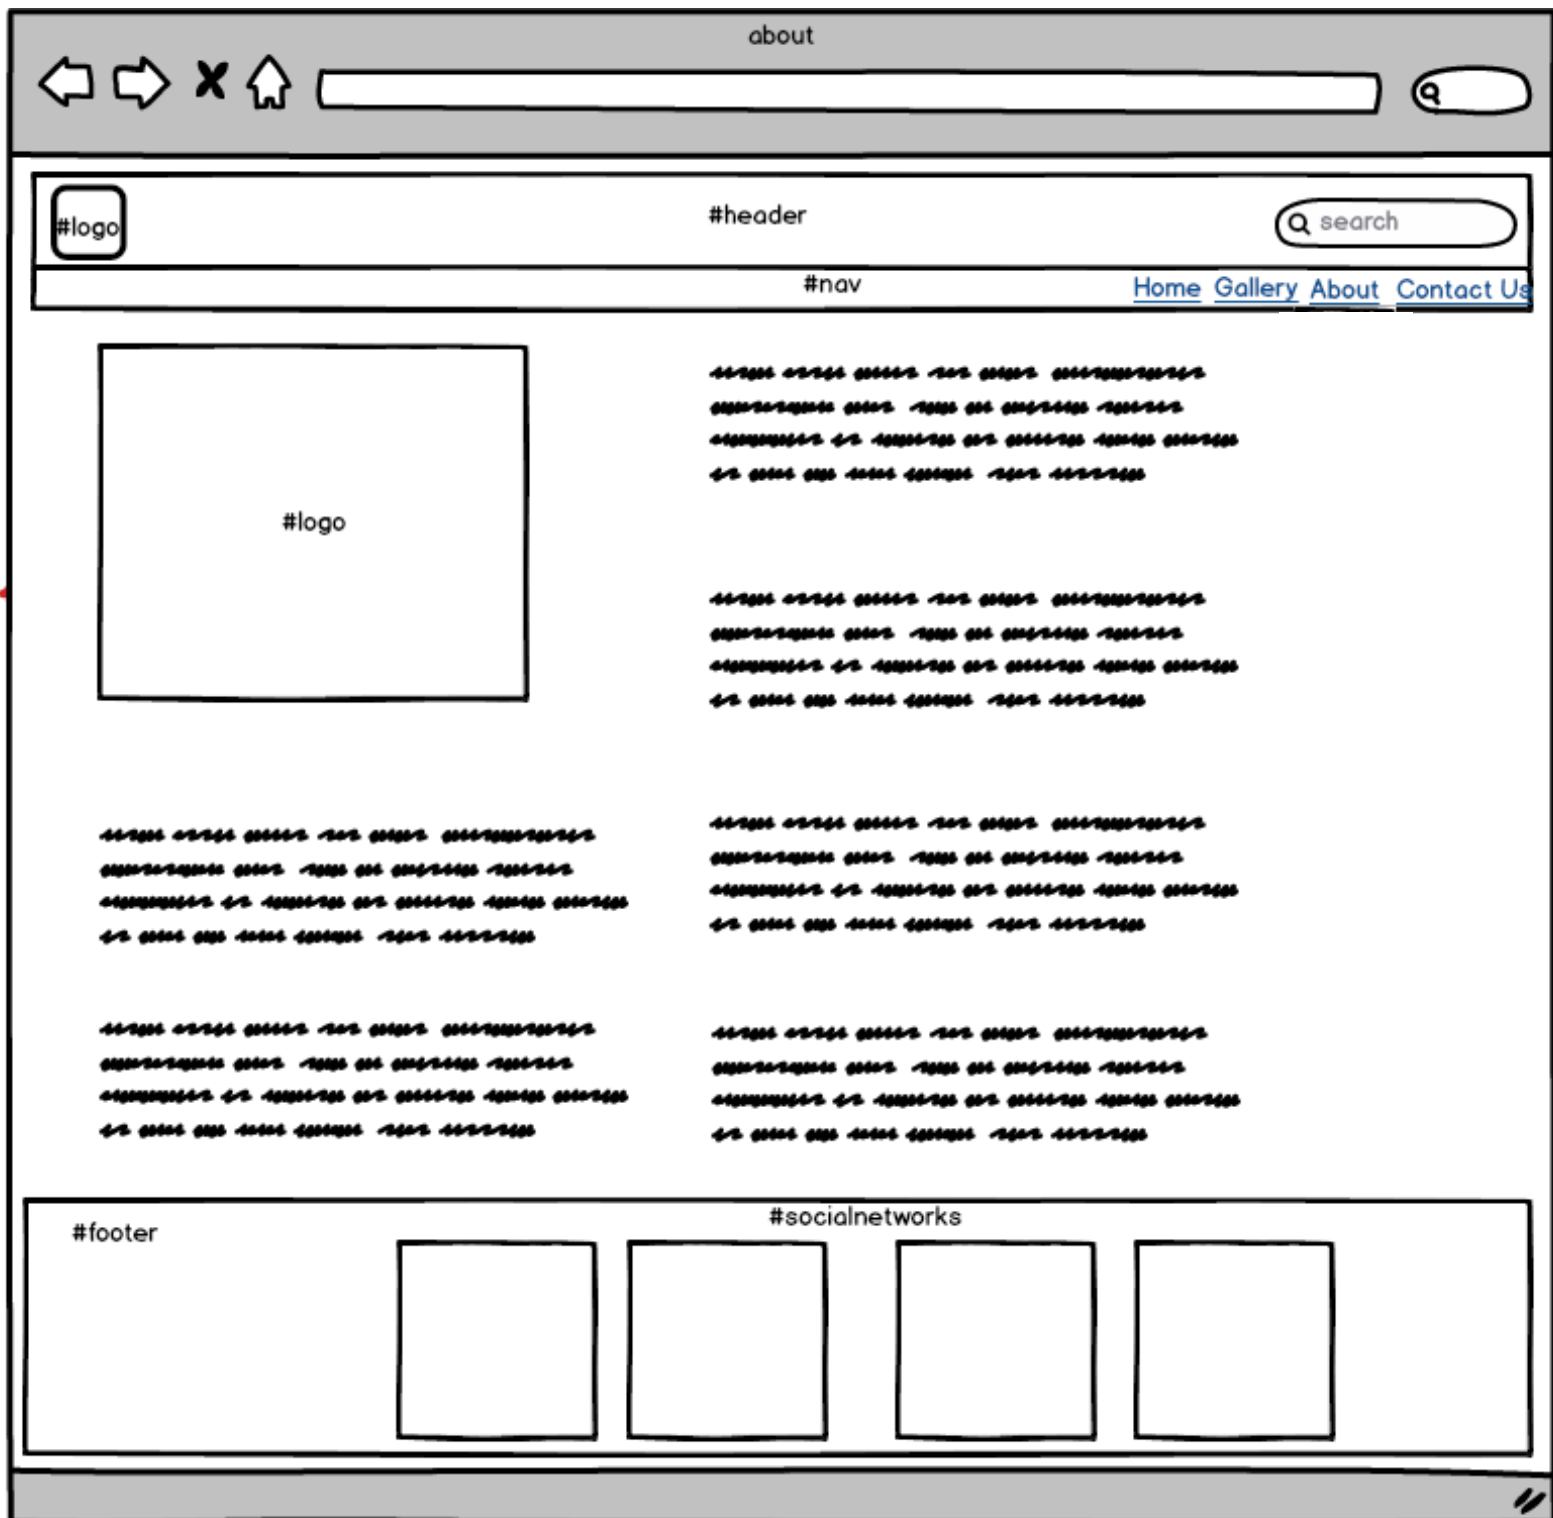 about
#logo
#header
search
#nav
Home Gallery About Contact Us
#logo
#footer
#socialnetworks